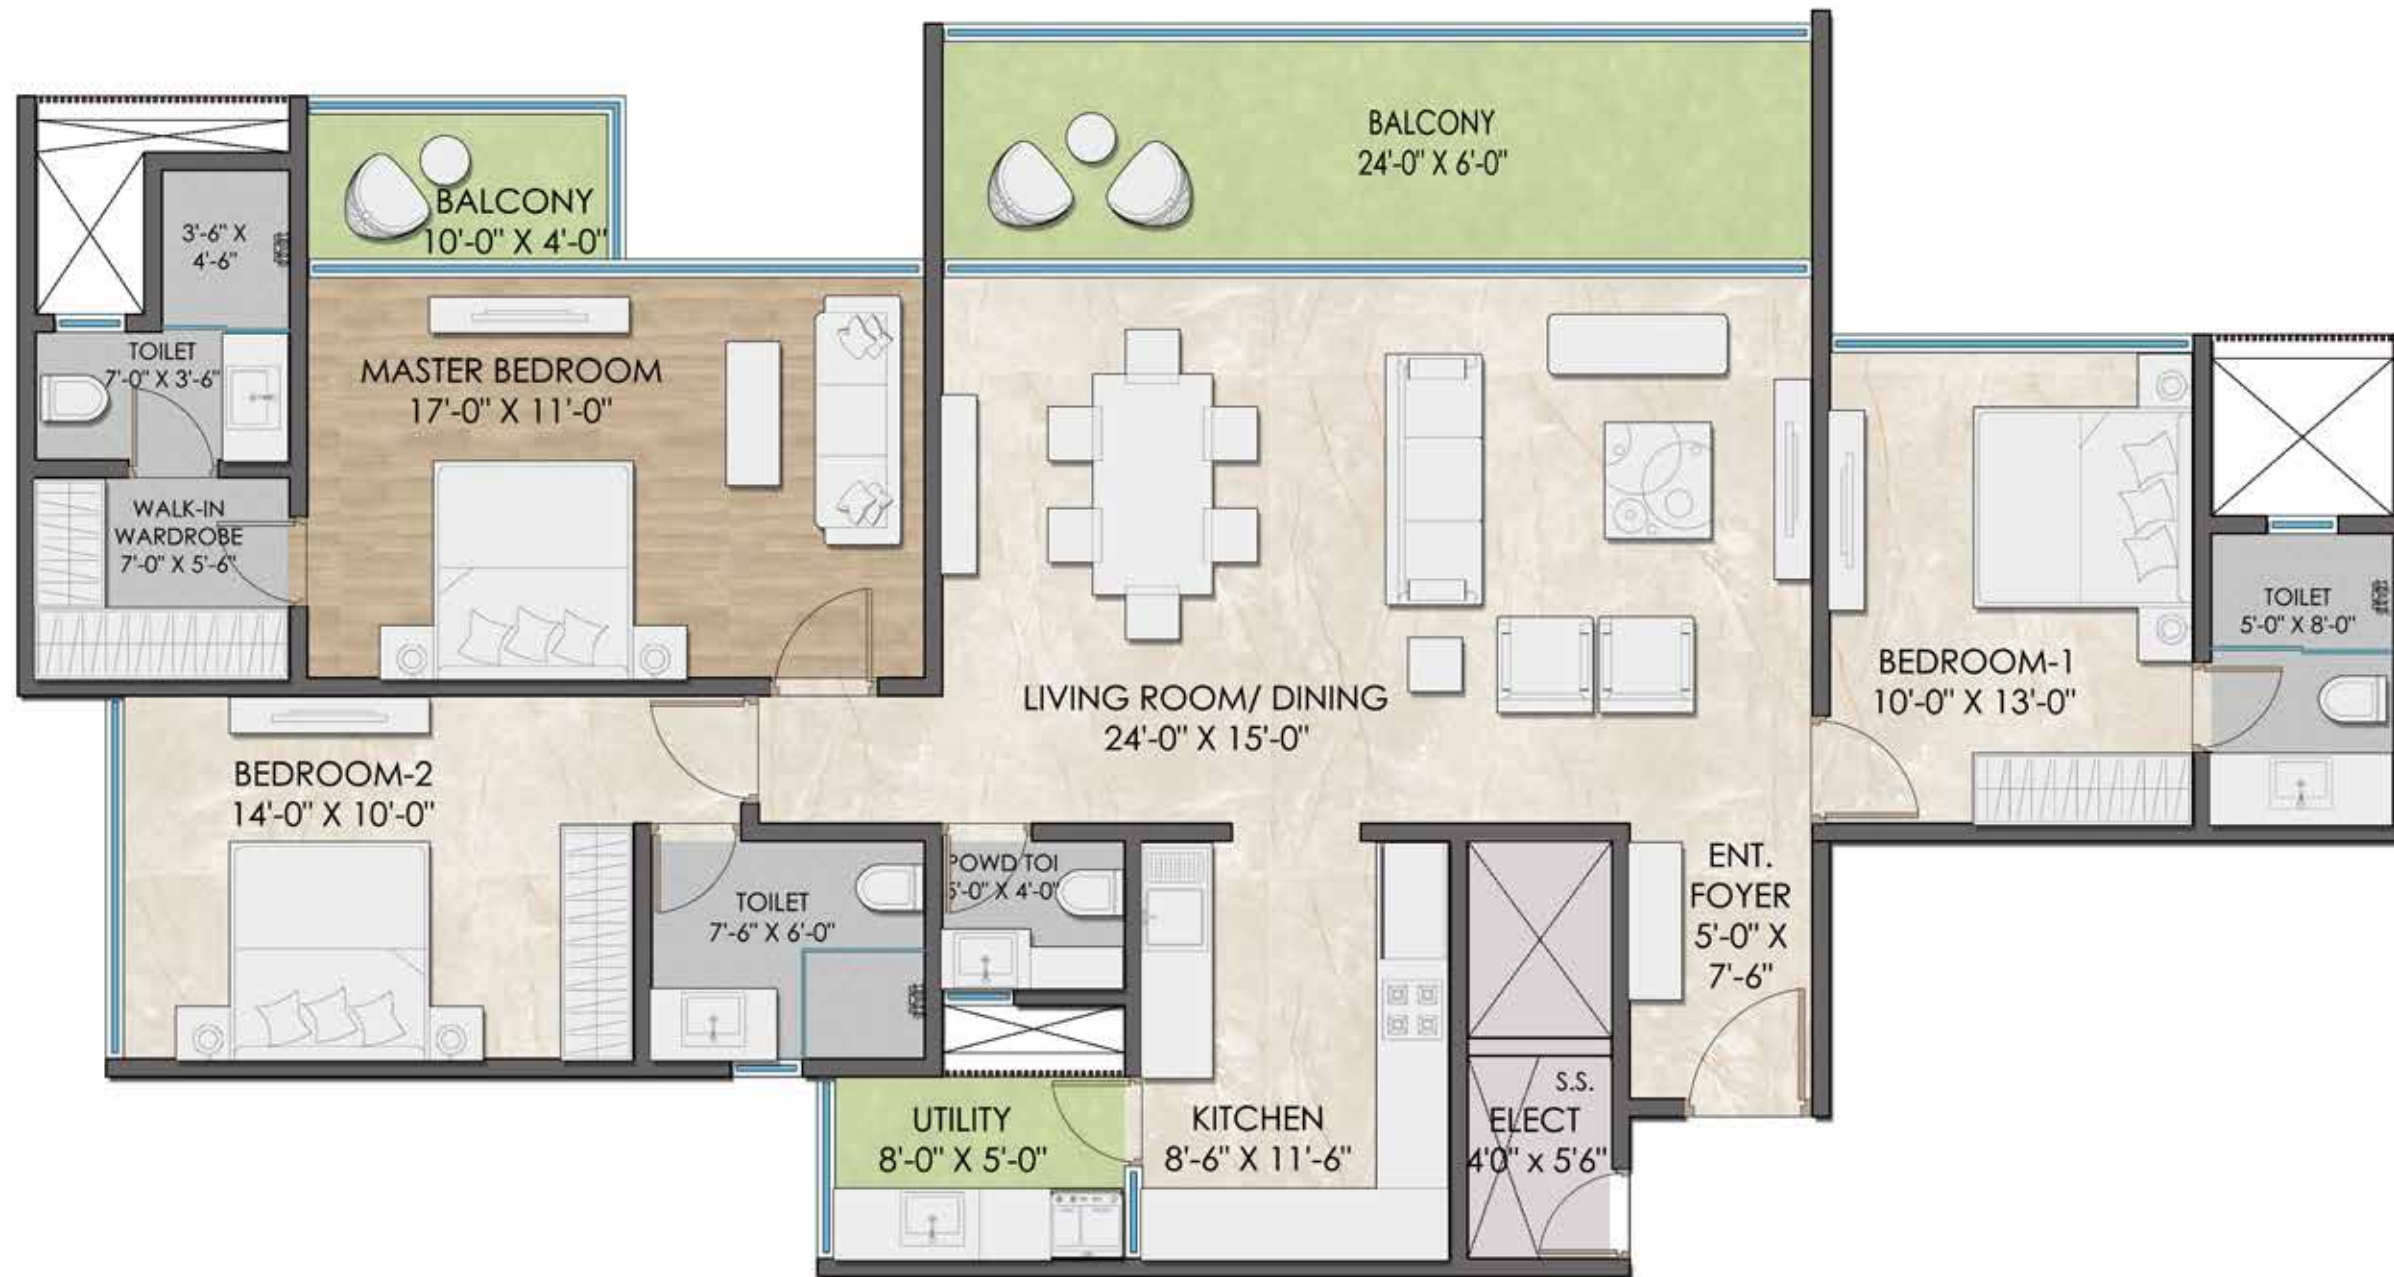 BALCONY
24'-0" X 6'-0"
BALCONY
10'-0" X 4'-0"
3'-6" X
4'-6"
TOILET
7'-0" X 3'-6"
MASTER BEDROOM
17'-0" X 11'-0"
WALK-IN
WARDROBE
7'-0" X 5'-6"
LIVING ROOM/ DINING
24'-0" X 15'-0"
BEDROOM-1
10'-0" X 13'-0"
TOILET
5'-0" X 8'-0"
BEDROOM-2
14'-0" X 10'-0"
TOILET
7'-6" X 6'-0"
POWD TOI
5'-0" X 4'-0"
ENT.
FOYER
5'-0" X
7'-6"
UTILITY
8'-0" X 5'-0"
KITCHEN
8'-6" X 11'-6"
S.S.
ELECT
4'0" x 5'6"